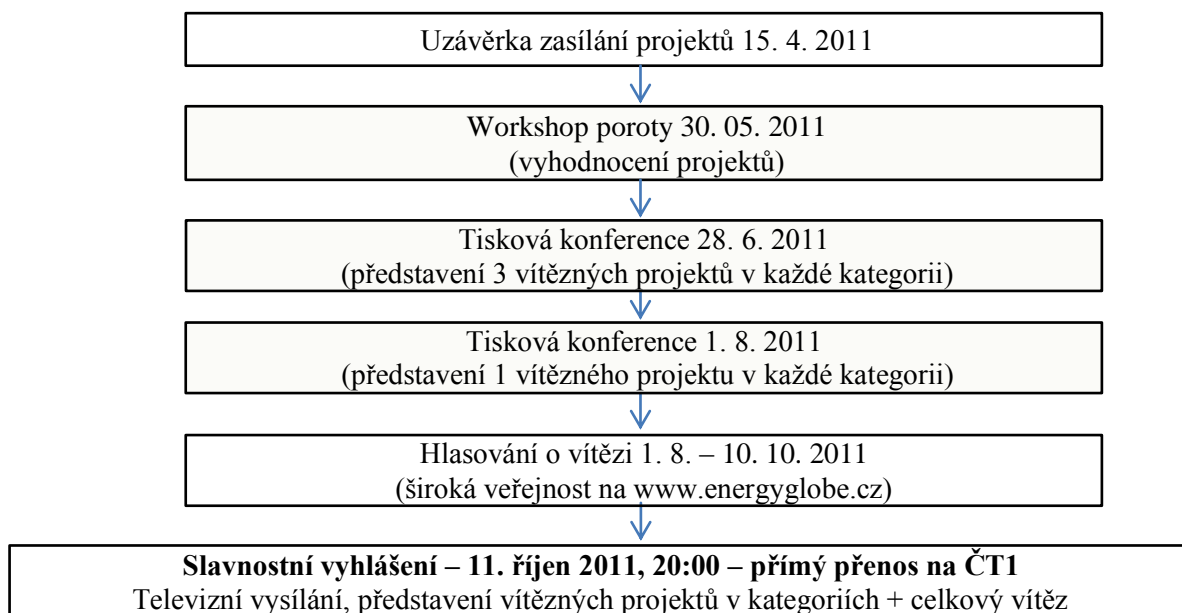 Uzávěrka zasílání projektů 15. 4. 2011
Workshop poroty 30. 05. 2011
(vyhodnocení projektů)
Tisková konference 28. 6. 2011
(představení 3 vítězných projektů v každé kategorii)
Tisková konference 1. 8. 2011
(představení 1 vítězného projektu v každé kategorii)
Hlasování o vítězi 1. 8. – 10. 10. 2011
(široká veřejnost na www.energyglobe.cz)
Slavnostní vyhlášení – 11. říjen 2011, 20:00 – přímý přenos na ČT1
Televizní vysílání, představení vítězných projektů v kategoriích + celkový vítěz